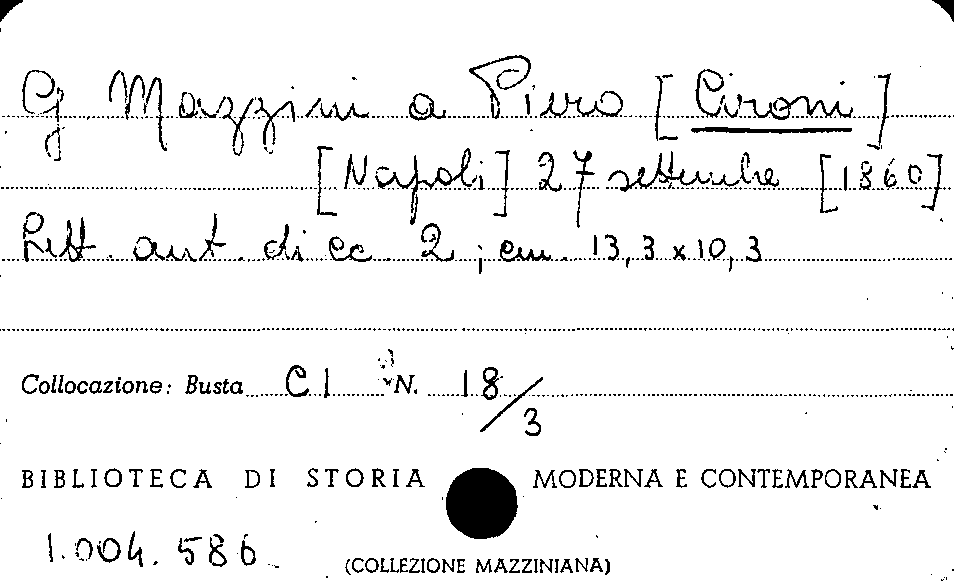 G Mazzini a Piero [Cironi]
[Napoli] 27 settembre [1860]
Lett. aut. di cc. 2 ; cm. 13,3 x 10,3
Collocazione: Busta C I N. 18/3
BIBLIOTECA DI STORIA MODERNA E CONTEMPORANEA
1.004.586
(COLLEZIONE MAZZINIANA)